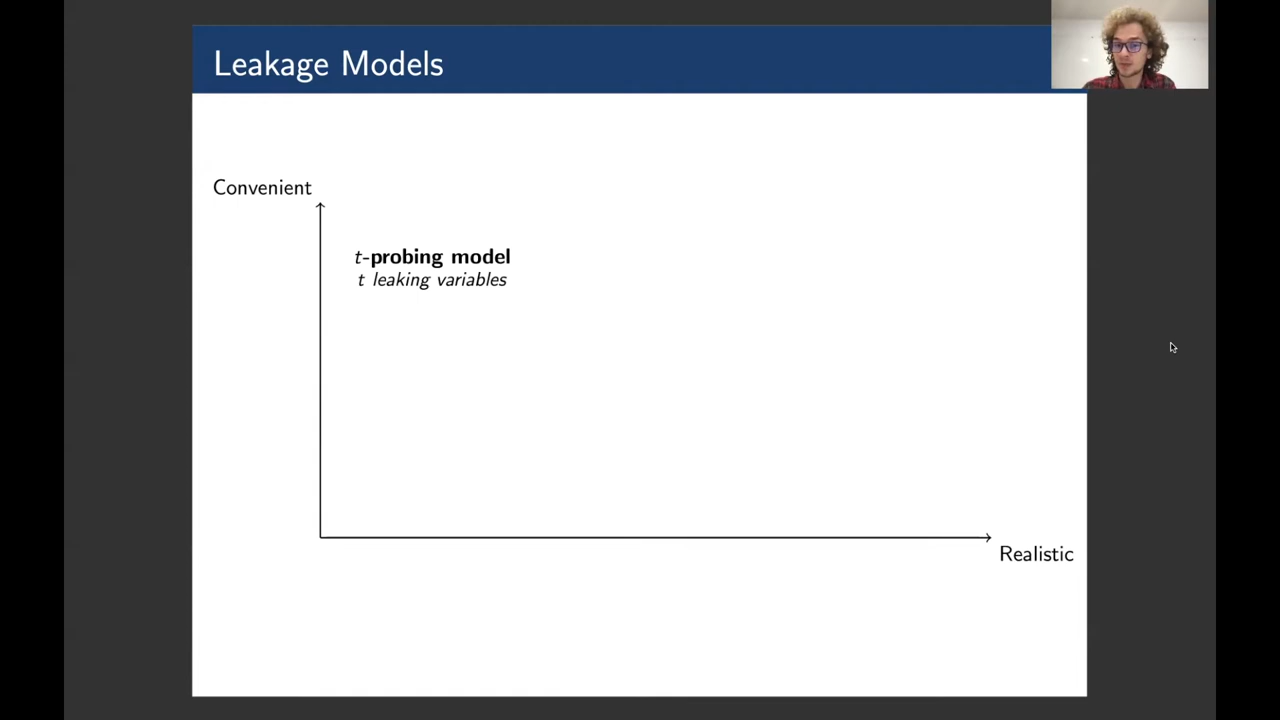 Leakage Models
Convenient
t-probing model
t leaking variables
Realistic